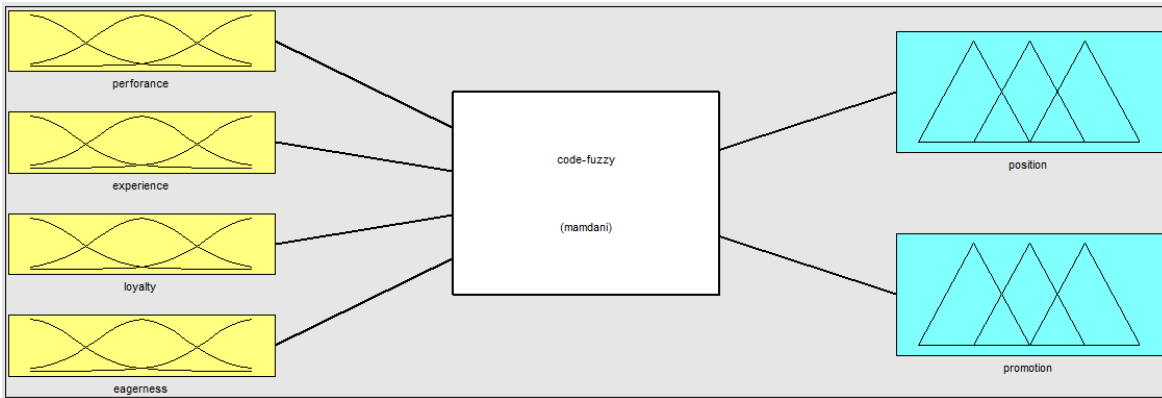 perforance
experience
loyalty
eagerness
code-fuzzy
(mamdani)
position
promotion